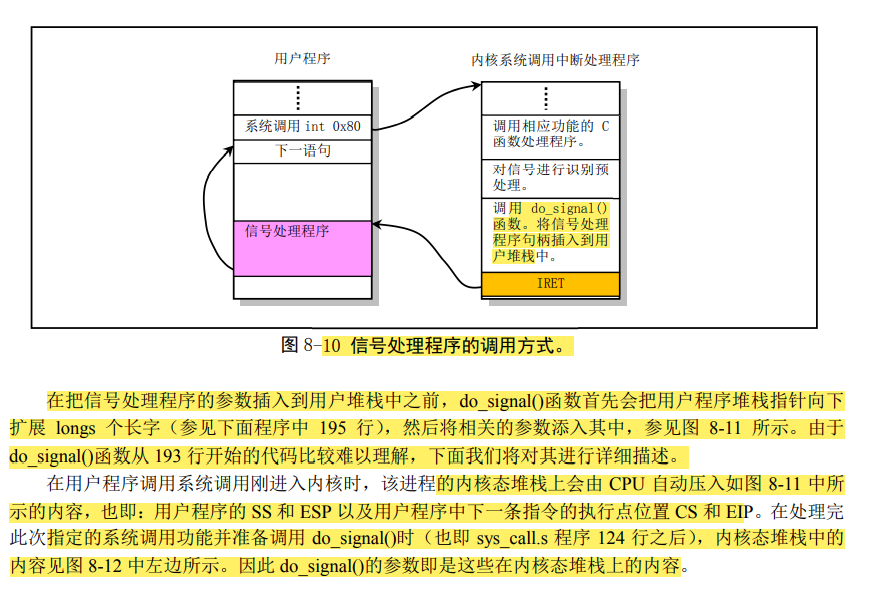 用户程序
内核系统调用中断处理程序
系统调用 int 0x80
下一语句
信号处理程序
调用相应功能的 C
函数处理程序。
对信号进行识别预
处理。
调用 do_signal()
函数。将信号处理
程序句柄插入到用
户堆栈中。
IRET
图 8-10 信号处理程序的调用方式。
在把信号处理程序的参数插入到用户堆栈中之前，do_signal()函数首先会把用户程序堆栈指针向下
扩展 longs 个长字（参见下面程序中 195 行），然后将相关的参数添入其中，参见图 8-11 所示。由于
do_signal()函数从 193 行开始的代码比较难以理解，下面我们将对其进行详细描述。
在用户程序调用系统调用刚进入内核时，该进程的内核态堆栈上会由 CPU 自动压入如图 8-11 中所
示的内容，也即：用户程序的 SS 和 ESP 以及用户程序中下一条指令的执行点位置 CS 和 EIP。在处理完
此次指定的系统调用功能并准备调用 do_signal()时（也即 sys_call.s 程序 124 行之后），内核态堆栈中的
内容见图 8-12 中左边所示。因此 do_signal()的参数即是这些在内核态堆栈上的内容。